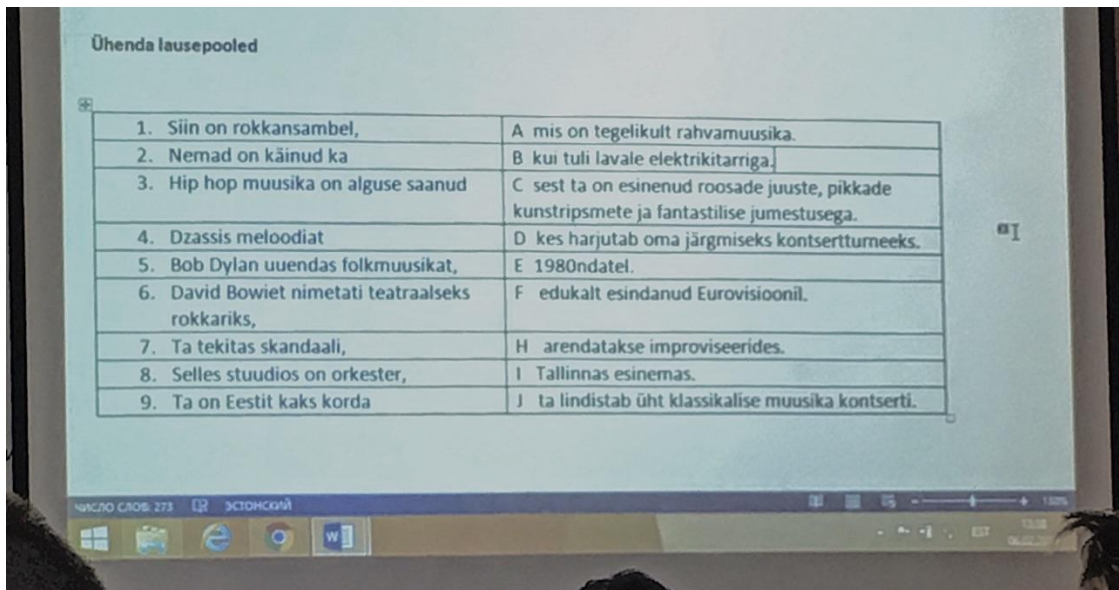 Ühenda lausepooled
1. Siin on rokkansambel,
A mis on tegelikult rahvamuusika.
2. Nemad on käinud ka
B kui tuli lavale elektrikitarriga.
3. Hip hop muusika on alguse saanud
C sest ta on esinenud roosade juuste, pikkade
kunstripsmete ja fantastilise jumestusega.
4. Dzassis meloodiat
D kes harjutab oma järgmiseks kontsertturneeks.
5. Bob Dylan uuendas folkmuusikat,
E 1980ndatel.
6. David Bowiet nimetati teatraalseks
rokkariks,
F edukalt esindanud Eurovisioonil.
7. Ta tekitas skandaali,
H arendatakse improviseerides.
8. Selles stuudios on orkester,
I Tallinnas esinemas.
9. Ta on Eestit kaks korda
J ta lindistab üht klassikalise muusika kontserti.
ЧИСЛО СЛОВ: 273 ЭСТОНСКИЙ
EST